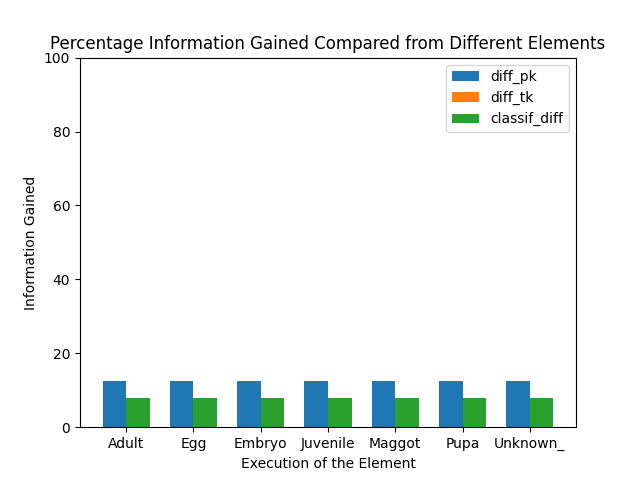 Percentage Information Gained Compared from Different Elements
diff_pk
diff_tk
classif_diff
Information Gained
100
80
60
40
20
0
Adult Egg Embryo Juvenile Maggot Pupa Unknown_
Execution of the Element